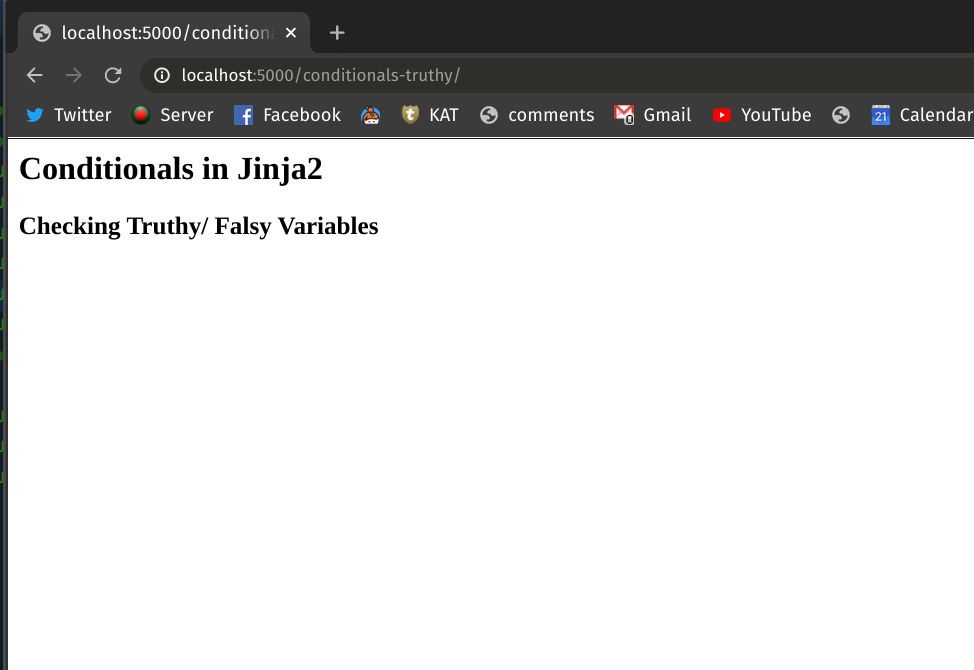 localhost:5000/condition
localhost:5000/conditionals-truthy/
Twitter Server Facebook KAT comments Gmail YouTube 21 Calendar
Conditionals in Jinja2
Checking Truthy/ Falsy Variables